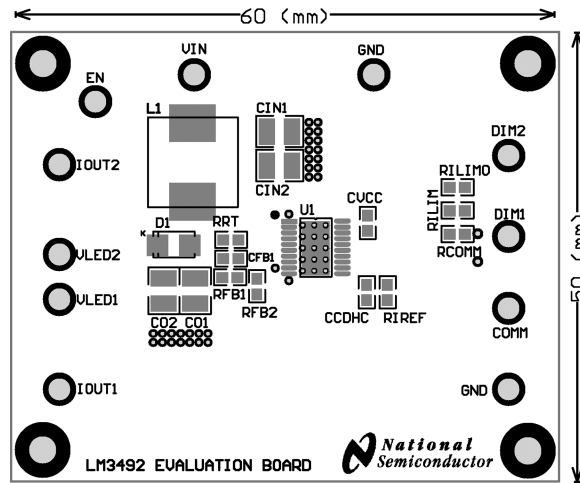 60 (mm)
VIN
GND
EN
L1
CIN1
DIM2
IOUT2
CIN2
RILIMO
CVCC
RILIM
U1
D1
RRT
DIM1
K
VLED2
CFB1
RCOMM
50 (mm)
VLED1
RFB1
RFB2
CCDHC
RIREF
CO2
CO1
COMM
IOUT1
GND
National
Semiconductor
LM3492 EVALUATION BOARD